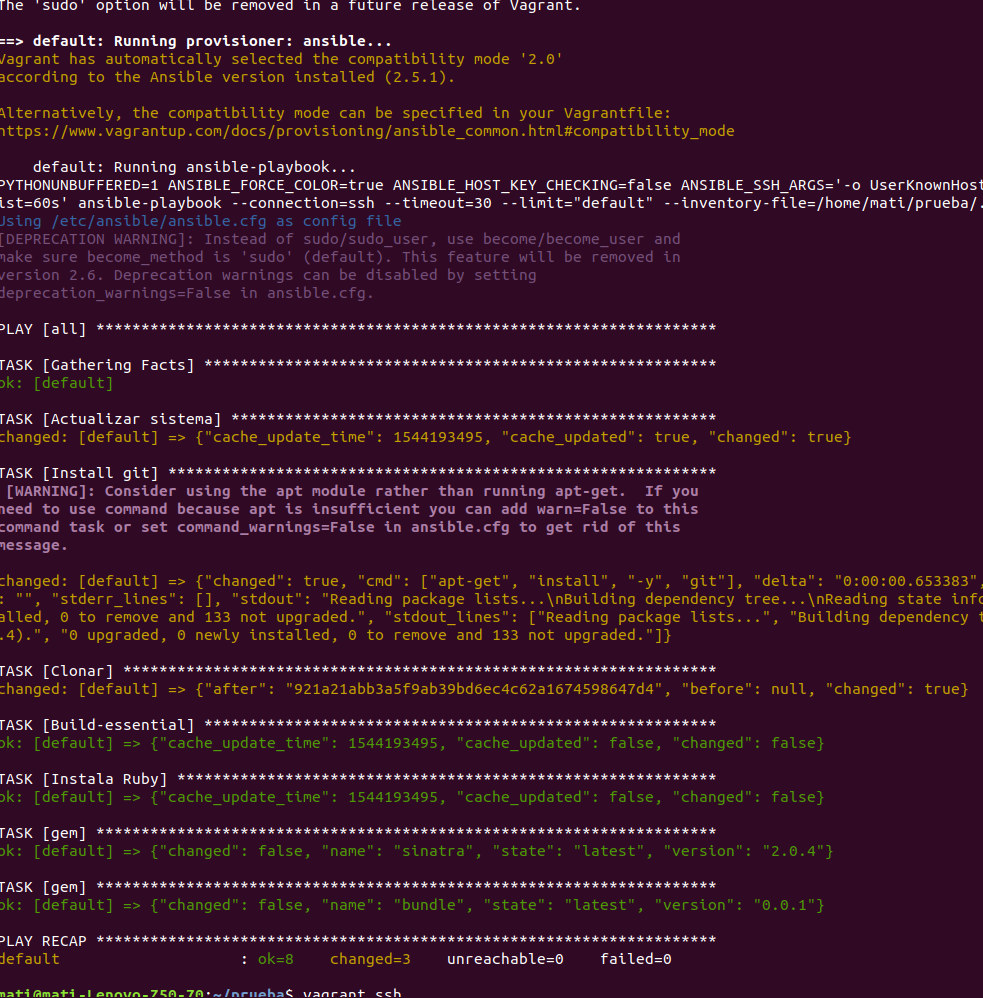 The 'sudo' option will be removed in a future release of Vagrant.
==> default: Running provisioner: ansible...
Vagrant has automatically selected the compatibility mode '2.0'
according to the Ansible version installed (2.5.1).
Alternatively, the compatibility mode can be specified in your Vagrantfile:
https://www.vagrantup.com/docs/provisioning/ansible_common.html#compatibility_mode
default: Running ansible-playbook...
PYTHONUNBUFFERED=1 ANSIBLE_FORCE_COLOR=true ANSIBLE_HOST_KEY_CHECKING=false ANSIBLE_SSH_ARGS='-o UserKnownHost
ist=60s' ansible-playbook --connection=ssh --timeout=30 --limit="default" --inventory-file=/home/mati/prueba/.
Using /etc/ansible/ansible.cfg as config file
[DEPRECATION WARNING]: Instead of sudo/sudo_user, use become/become_user and
make sure become_method is 'sudo' (default). This feature will be removed in
version 2.6. Deprecation warnings can be disabled by setting
deprecation_warnings=False in ansible.cfg.
PLAY [all] *********************************************************************
TASK [Gathering Facts] *********************************************************
ok: [default]
TASK [Actualizar sistema] ******************************************************
changed: [default] => {"cache_update_time": 1544193495, "cache_updated": true, "changed": true}
TASK [Install git] *************************************************************
[WARNING]: Consider using the apt module rather than running apt-get.  If you
need to use command because apt is insufficient you can add warn=False to this
command task or set command_warnings=False in ansible.cfg to get rid of this
message.
changed: [default] => {"changed": true, "cmd": ["apt-get", "install", "-y", "git"], "delta": "0:00:00.653383",
: "", "stderr_lines": [], "stdout": "Reading package lists...\nBuilding dependency tree...\nReading state info
alled, 0 to remove and 133 not upgraded.", "stdout_lines": ["Reading package lists...", "Building dependency t
.4).", "0 upgraded, 0 newly installed, 0 to remove and 133 not upgraded."]}
TASK [Clonar] ******************************************************************
changed: [default] => {"after": "921a21abb3a5f9ab39bd6ec4c62a1674598647d4", "before": null, "changed": true}
TASK [Build-essential] *********************************************************
ok: [default] => {"cache_update_time": 1544193495, "cache_updated": false, "changed": false}
TASK [Instala Ruby] ************************************************************
ok: [default] => {"cache_update_time": 1544193495, "cache_updated": false, "changed": false}
TASK [gem] *********************************************************************
ok: [default] => {"changed": false, "name": "sinatra", "state": "latest", "version": "2.0.4"}
TASK [gem] *********************************************************************
ok: [default] => {"changed": false, "name": "bundle", "state": "latest", "version": "0.0.1"}
PLAY RECAP *********************************************************************
default                    : ok=8    changed=3    unreachable=0    failed=0
mati@mati-Lenovo-Z50-70:~/prueba$ vagrant ssh